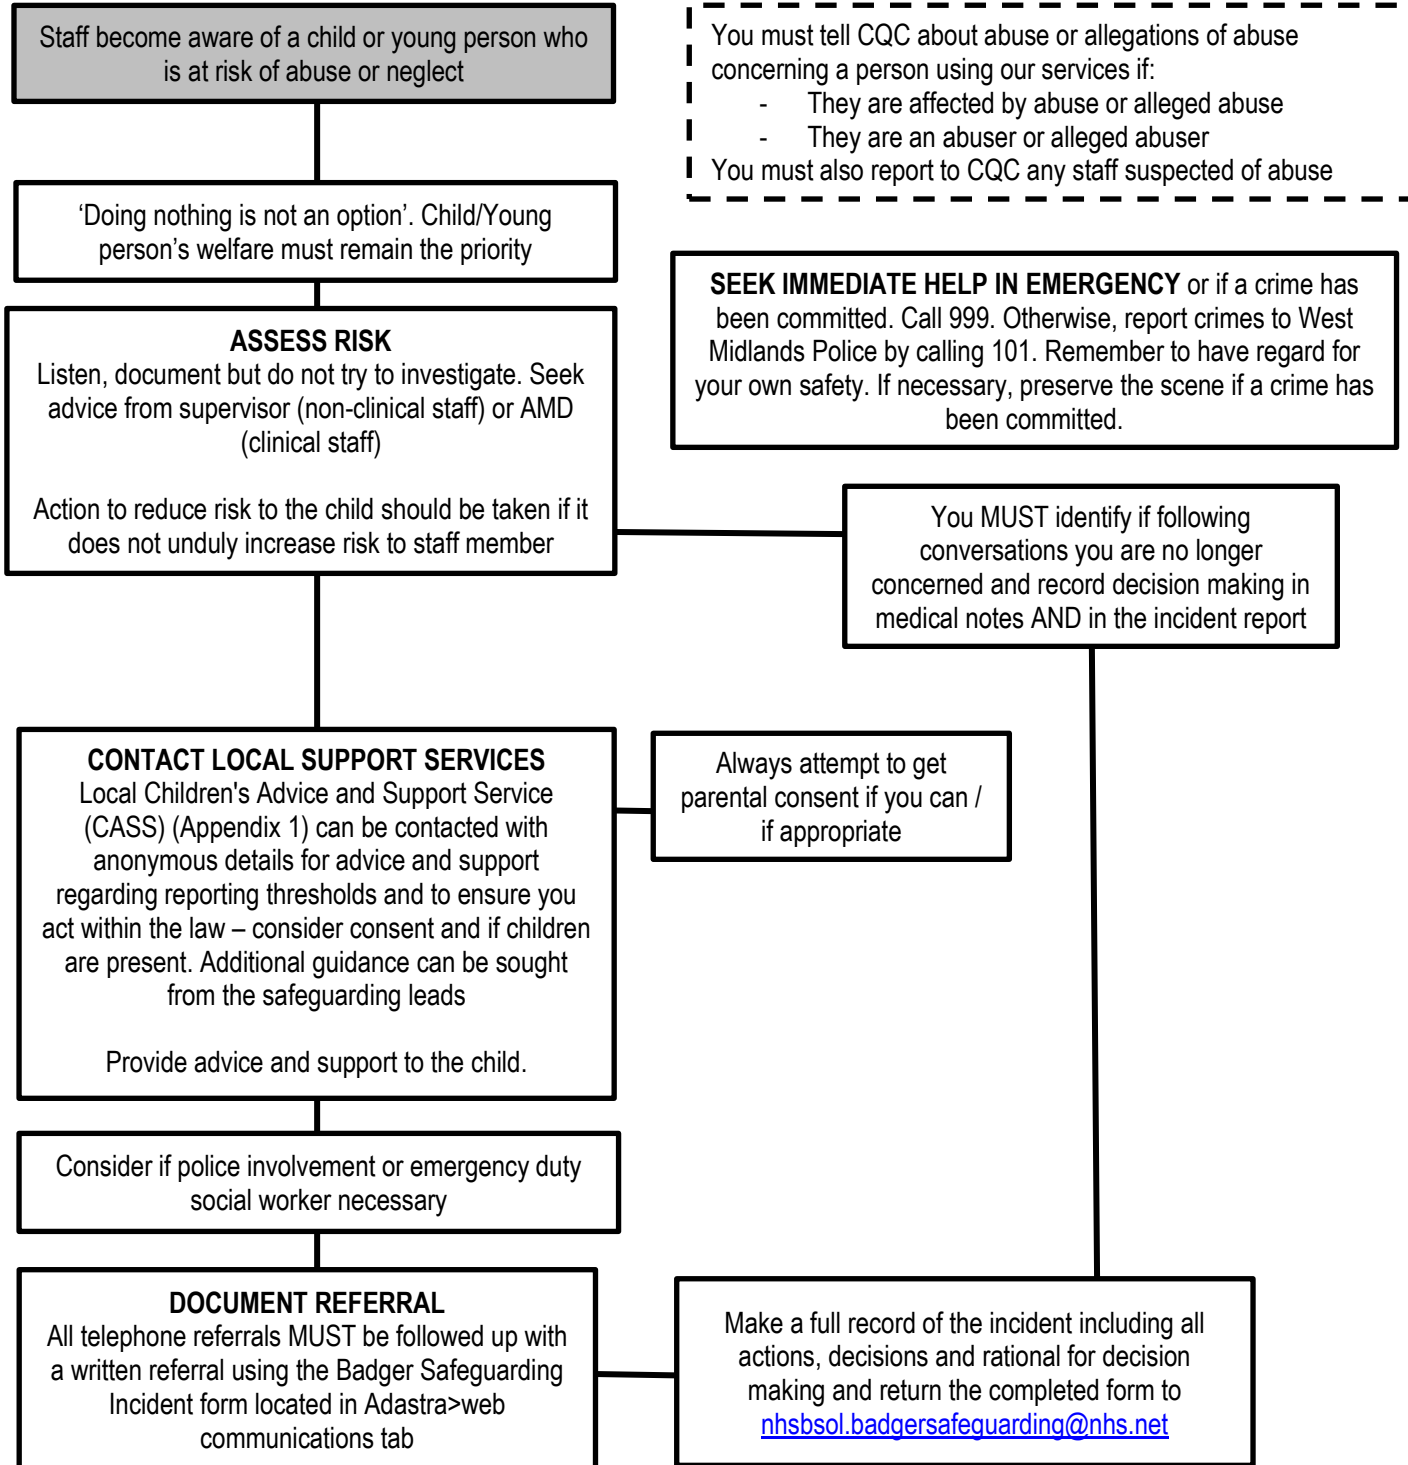 Staff become aware of a child or young person who
is at risk of abuse or neglect
You must tell CQC about abuse or allegations of abuse
concerning a person using our services if:
- They are affected by abuse or alleged abuse
- They are an abuser or alleged abuser
You must also report to CQC any staff suspected of abuse
‘Doing nothing is not an option’. Child/Young
person’s welfare must remain the priority
SEEK IMMEDIATE HELP IN EMERGENCY or if a crime has
been committed. Call 999. Otherwise, report crimes to West
Midlands Police by calling 101. Remember to have regard for
your own safety. If necessary, preserve the scene if a crime has
been committed.
ASSESS RISK
Listen, document but do not try to investigate. Seek
advice from supervisor (non-clinical staff) or AMD
(clinical staff)
Action to reduce risk to the child should be taken if it
does not unduly increase risk to staff member
You MUST identify if following
conversations you are no longer
concerned and record decision making in
medical notes AND in the incident report
CONTACT LOCAL SUPPORT SERVICES
Local Children's Advice and Support Service
(CASS) (Appendix 1) can be contacted with
anonymous details for advice and support
regarding reporting thresholds and to ensure you
act within the law – consider consent and if children
are present. Additional guidance can be sought
from the safeguarding leads
Provide advice and support to the child.
Always attempt to get
parental consent if you can /
if appropriate
Consider if police involvement or emergency duty
social worker necessary
DOCUMENT REFERRAL
All telephone referrals MUST be followed up with
a written referral using the Badger Safeguarding
Incident form located in Adastra>web
communications tab
Make a full record of the incident including all
actions, decisions and rational for decision
making and return the completed form to
nhsbsol.badgersafeguarding@nhs.net